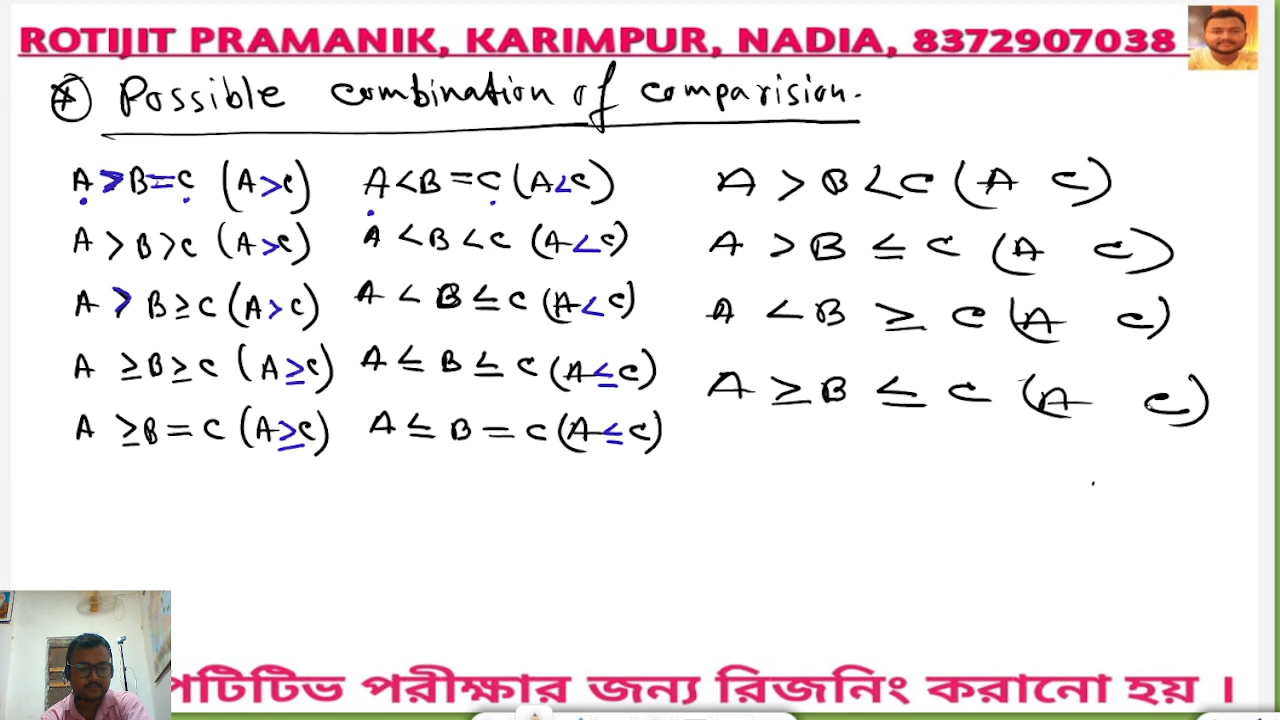 ROTIJIT PRAMANIK, KARIMPUR, NADIA, 8372907038
Possible combination of comparision.
A > B = C (A > C)
A > B > C (A > C)
A > B ≥ C (A > C)
A ≥ B ≥ C (A ≥ C)
A ≥ B = C (A ≥ C)
A < B = C (A < C)
A < B < C (A < C)
A < B ≤ C (A < C)
A ≤ B ≤ C (A ≤ C)
A ≤ B = C (A ≤ C)
A > B < C (A C)
A > B ≤ C (A C)
A < B ≥ C (A C)
A ≥ B ≤ C (A C)
পটিটিভ পরীক্ষার জন্য রিজনিং করানো হয় ।